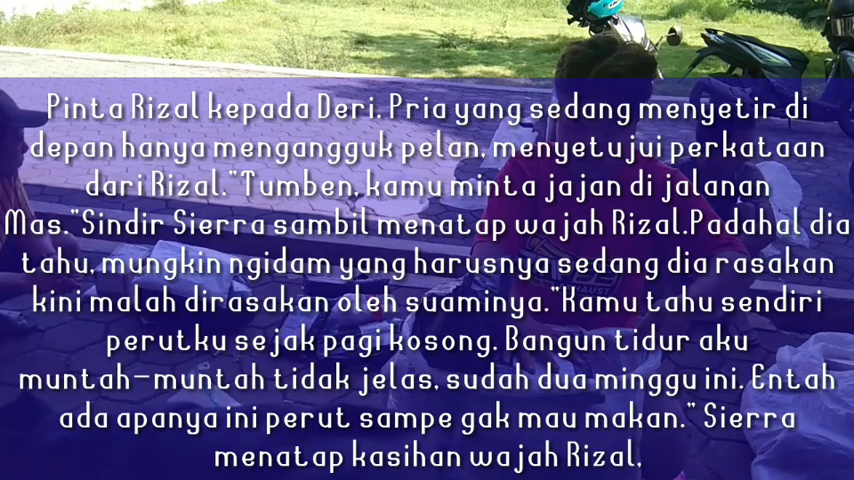 Pinta Rizal kepada Deri. Pria yang sedang menyetir di
depan hanya mengangguk pelan, menyetujui perkataan
dari Rizal."Tumben, kamu minta jajan di jalanan
Mas."Sindir Sierra sambil menatap wajah Rizal.Padahal dia
tahu, mungkin ngidam yang harusnya sedang dia rasakan
kini malah dirasakan oleh suaminya."Kamu tahu sendiri
perutku sejak pagi kosong. Bangun tidur aku
muntah-muntah tidak jelas, sudah dua minggu ini. Entah
ada apanya ini perut sampe gak mau makan." Sierra
menatap kasihan wajah Rizal,